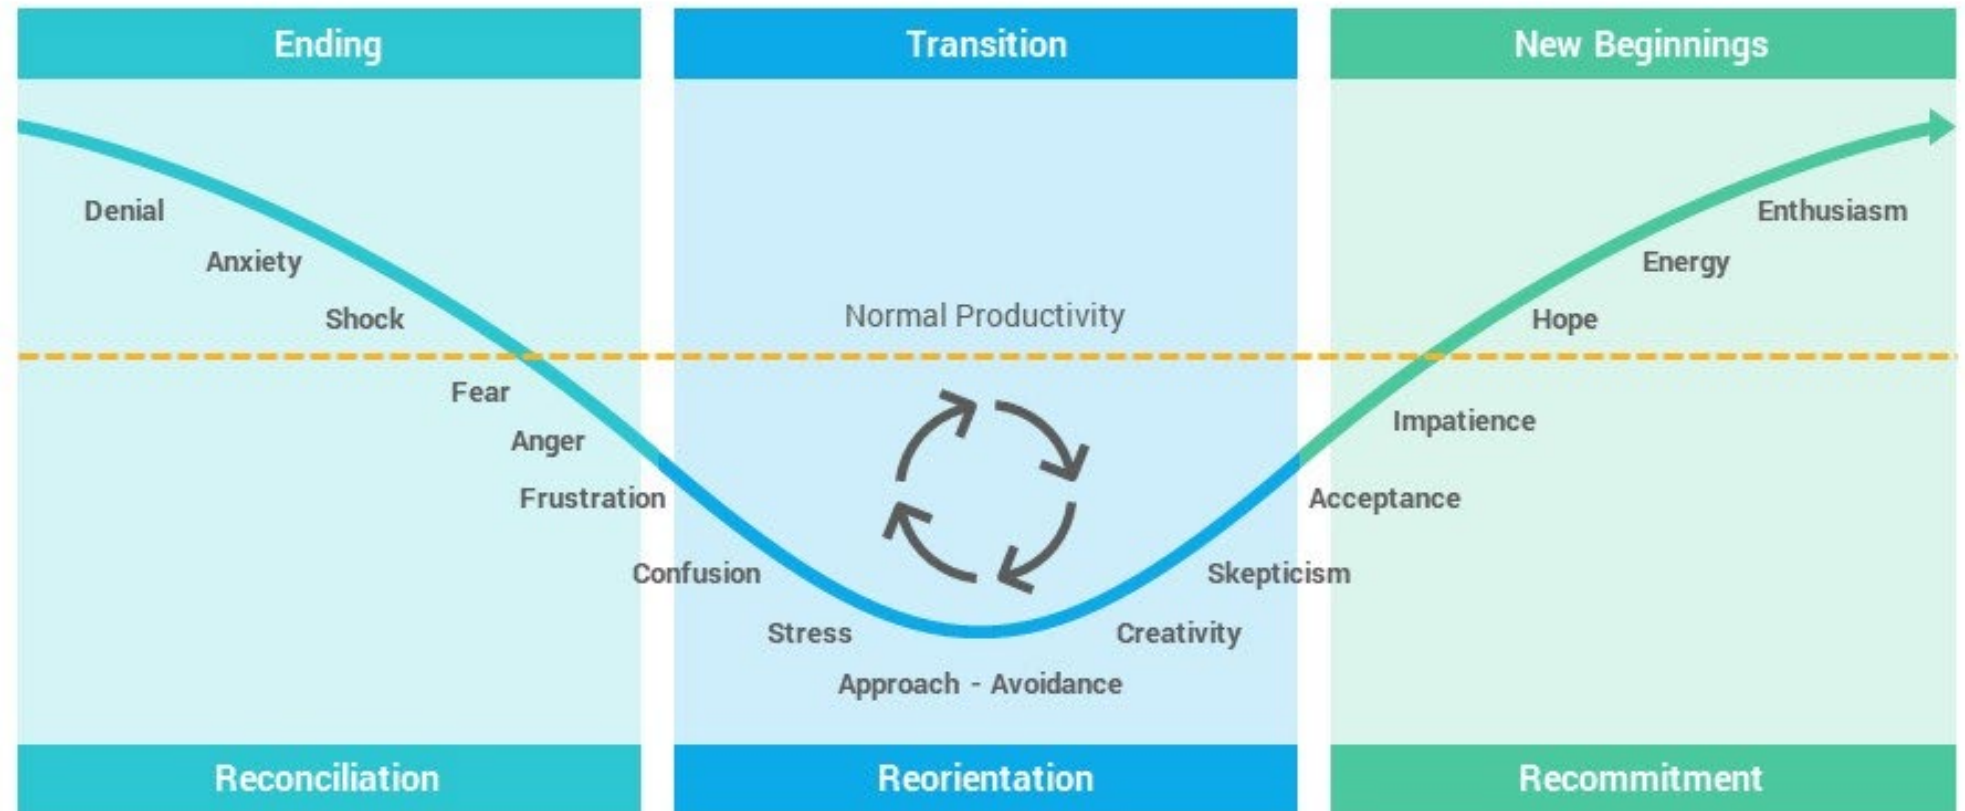 Ending
Transition
New Beginnings
Denial
Anxiety
Shock
Fear
Anger
Frustration
Confusion
Stress
Approach - Avoidance
Normal Productivity
Creativity
Skepticism
Acceptance
Impatience
Hope
Energy
Enthusiasm
Reconciliation
Reorientation
Recommitment